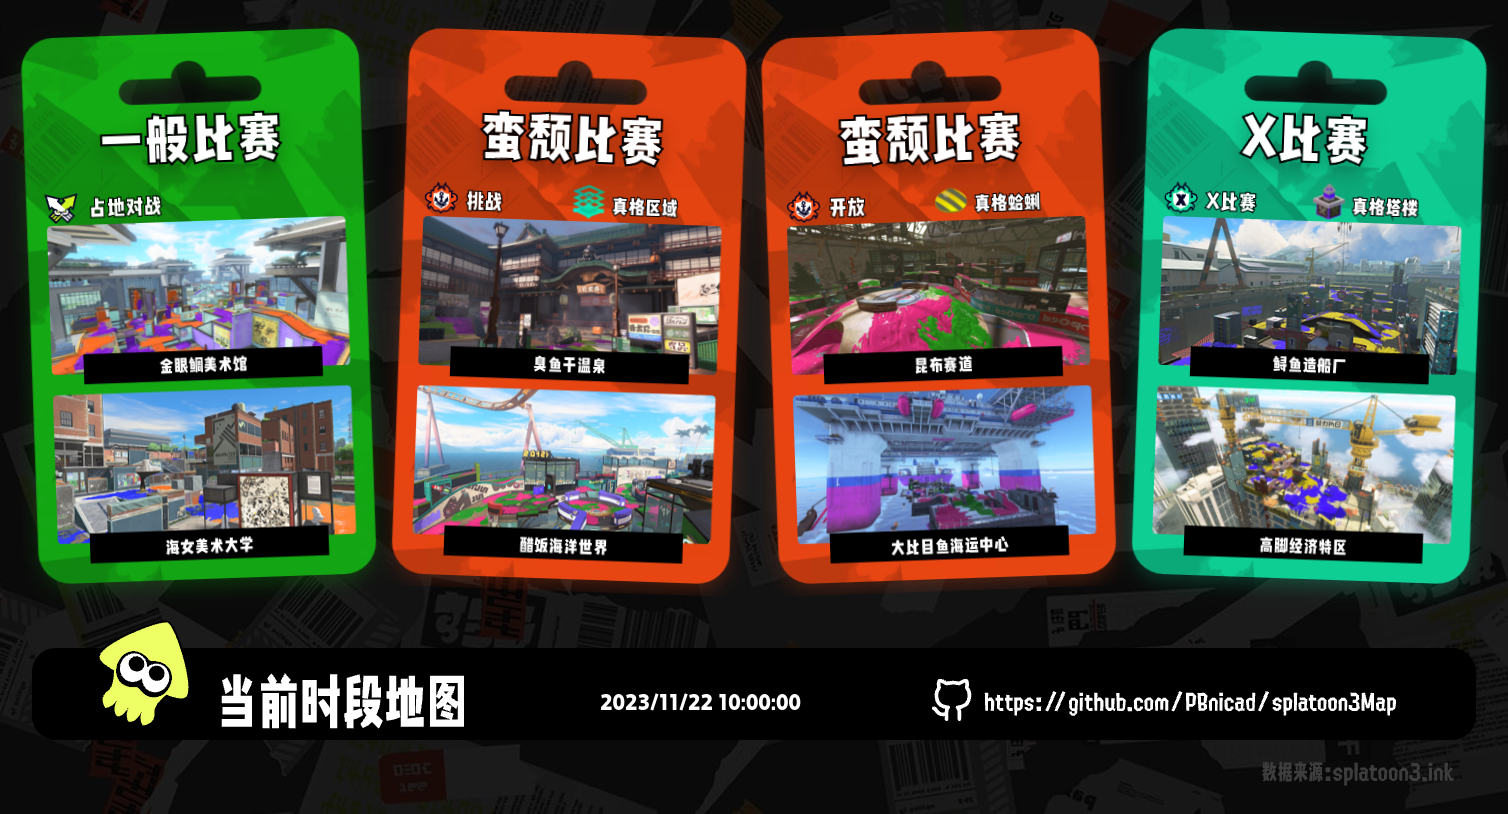 一般比赛
占地对战
金眼鲷美术馆
海女美术大学
蛮颓比赛
挑战
真格区域
臭鱼干温泉
醋饭海洋世界
蛮颓比赛
开放
真格蛤蜊
昆布赛道
大比目鱼海运中心
X比赛
X比赛
真格塔楼
鲟鱼造船厂
高脚经济特区
当前时段地图
2023/11/22 10:00:00
https://github.com/PBnicad/splatoon3Map
数据来源:splatoon3.ink